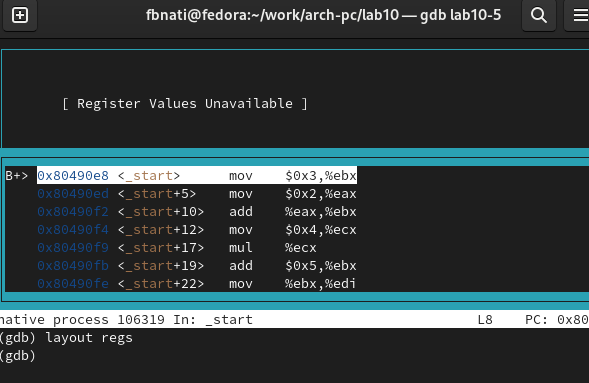 fbnati@fedora:~/work/arch-pc/lab10 — gdb lab10-5
[ Register Values Unavailable ]
B+> 0x80490e8 <_start> mov $0x3,%ebx
0x80490ed <_start+5> mov $0x2,%eax
0x80490f2 <_start+10> add %eax,%ebx
0x80490f4 <_start+12> mov $0x4,%ecx
0x80490f9 <_start+17> mul %ecx
0x80490fb <_start+19> add $0x5,%ebx
0x80490fe <_start+22> mov %ebx,%edi
native process 106319 In: _start L8 PC: 0x80
(gdb) layout regs
(gdb)